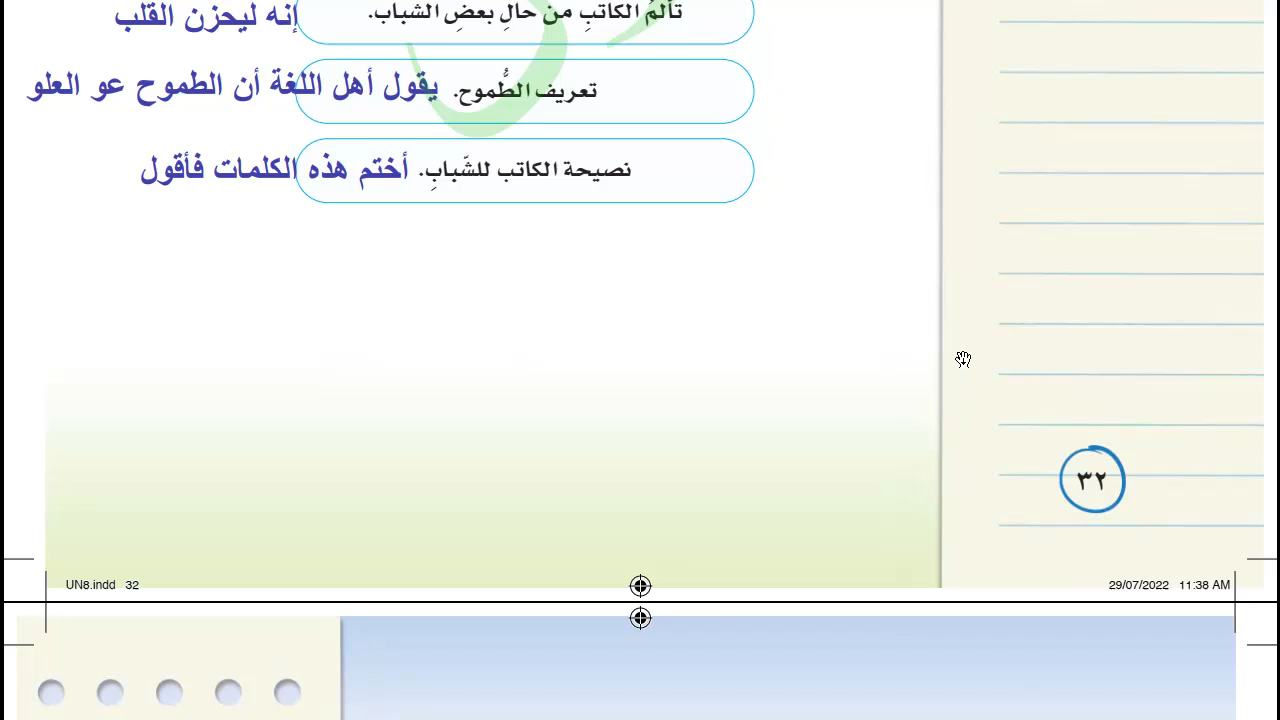 تألمُ الكاتبِ من حالِ بعضِ الشباب. إنه ليحزن القلب
تعريف الطُّموح. يقول أهل اللغة أن الطموح عو العلو
نصيحة الكاتب للشّبابِ. أختم هذه الكلمات فأقول
٣٢
UN8.indd 32 29/07/2022 11:38 AM